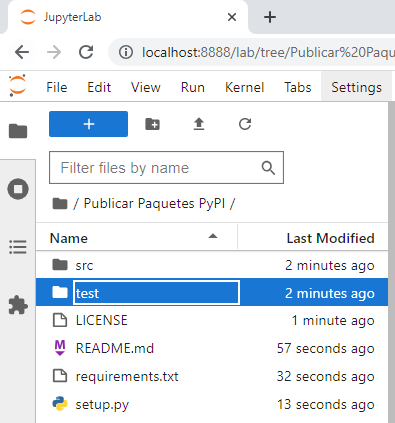 JupyterLab
localhost:8888/lab/tree/Publicar%20Paqu
File Edit View Run Kernel Tabs Settings
Filter files by name
/ Publicar Paquetes PyPI /
Name Last Modified
src 2 minutes ago
test 2 minutes ago
LICENSE 1 minute ago
README.md 57 seconds ago
requirements.txt 32 seconds ago
setup.py 13 seconds ago